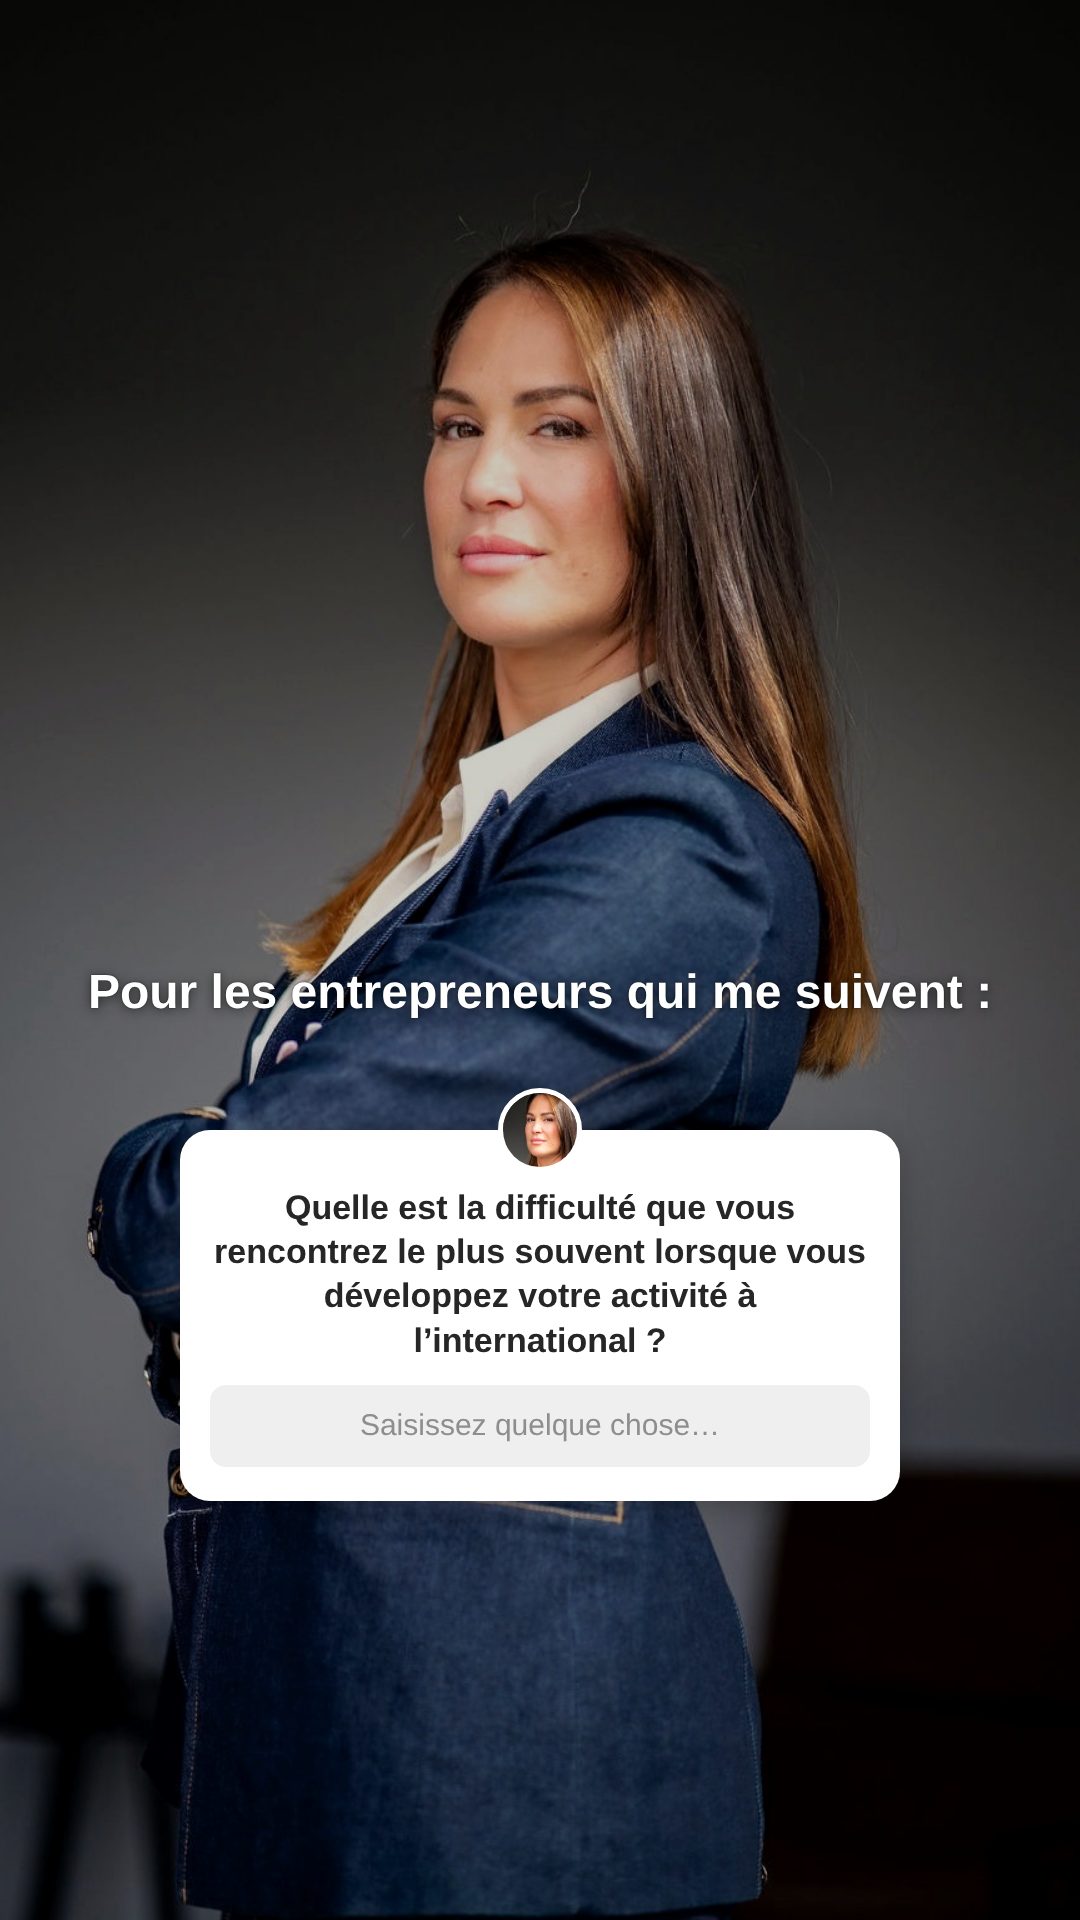 Pour les entrepreneurs qui me suivent :
Quelle est la difficulté que vous
rencontrez le plus souvent lorsque vous
développez votre activité à
l’international ?
Saisissez quelque chose…